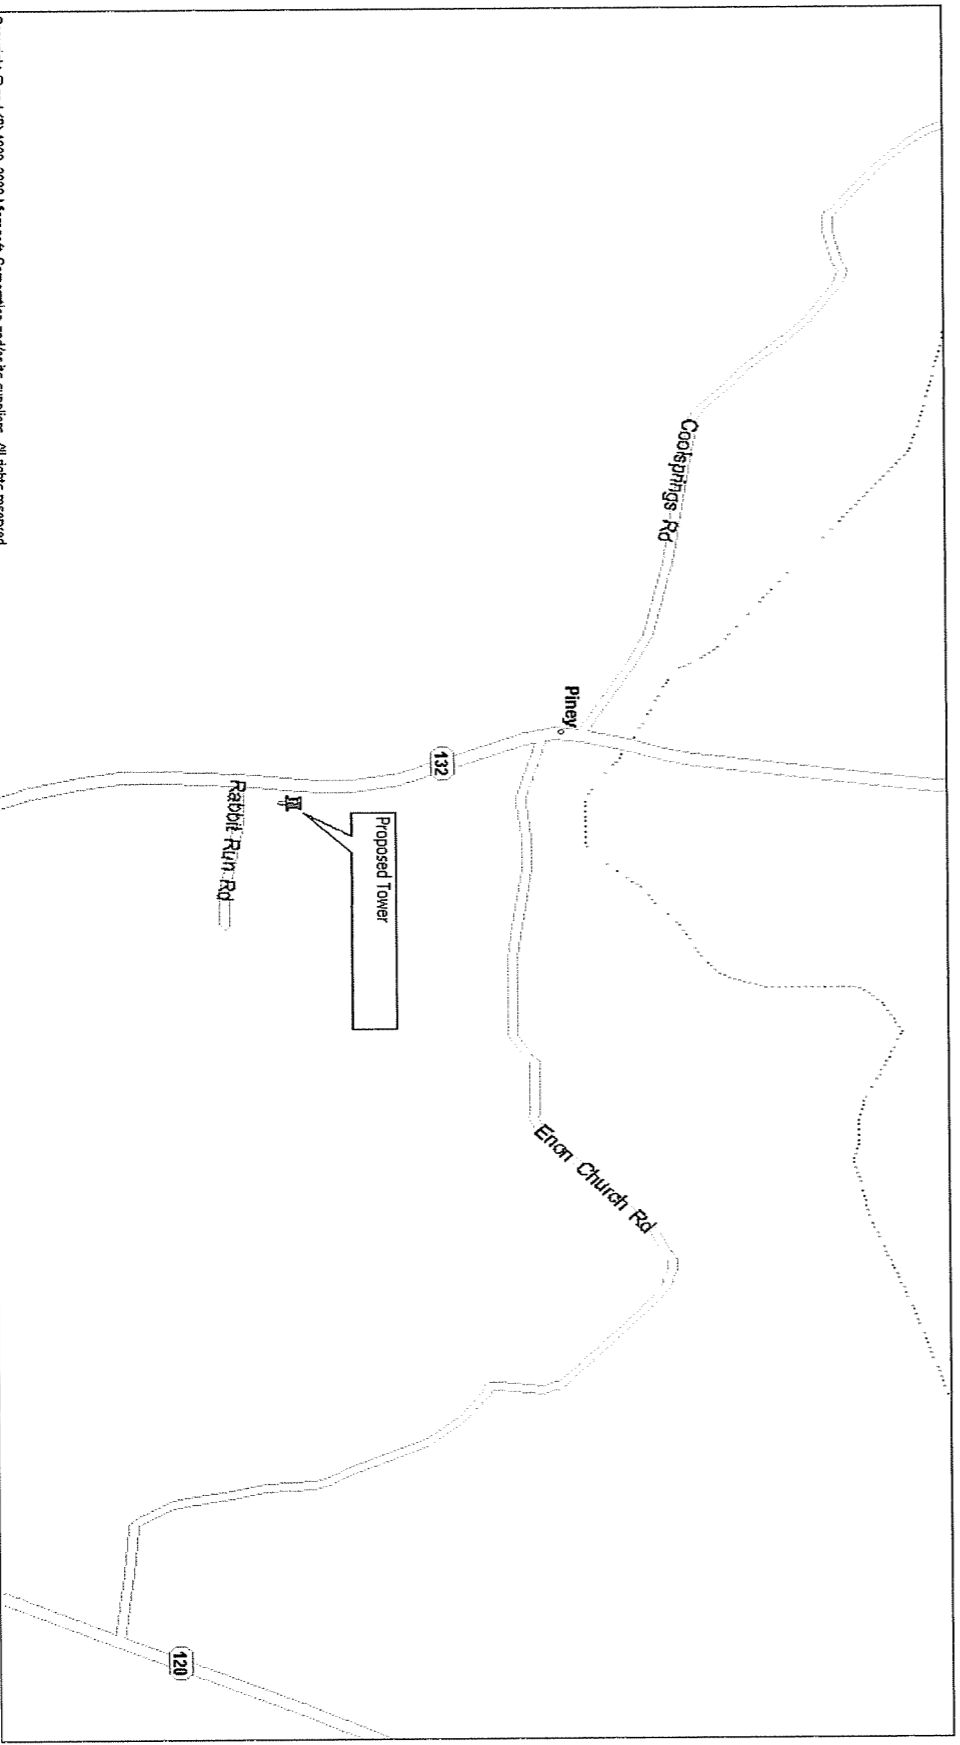 Coolsprings Rd
Piney
132
Proposed Tower
Rabbit Run Rd
Enon Church Rd
120